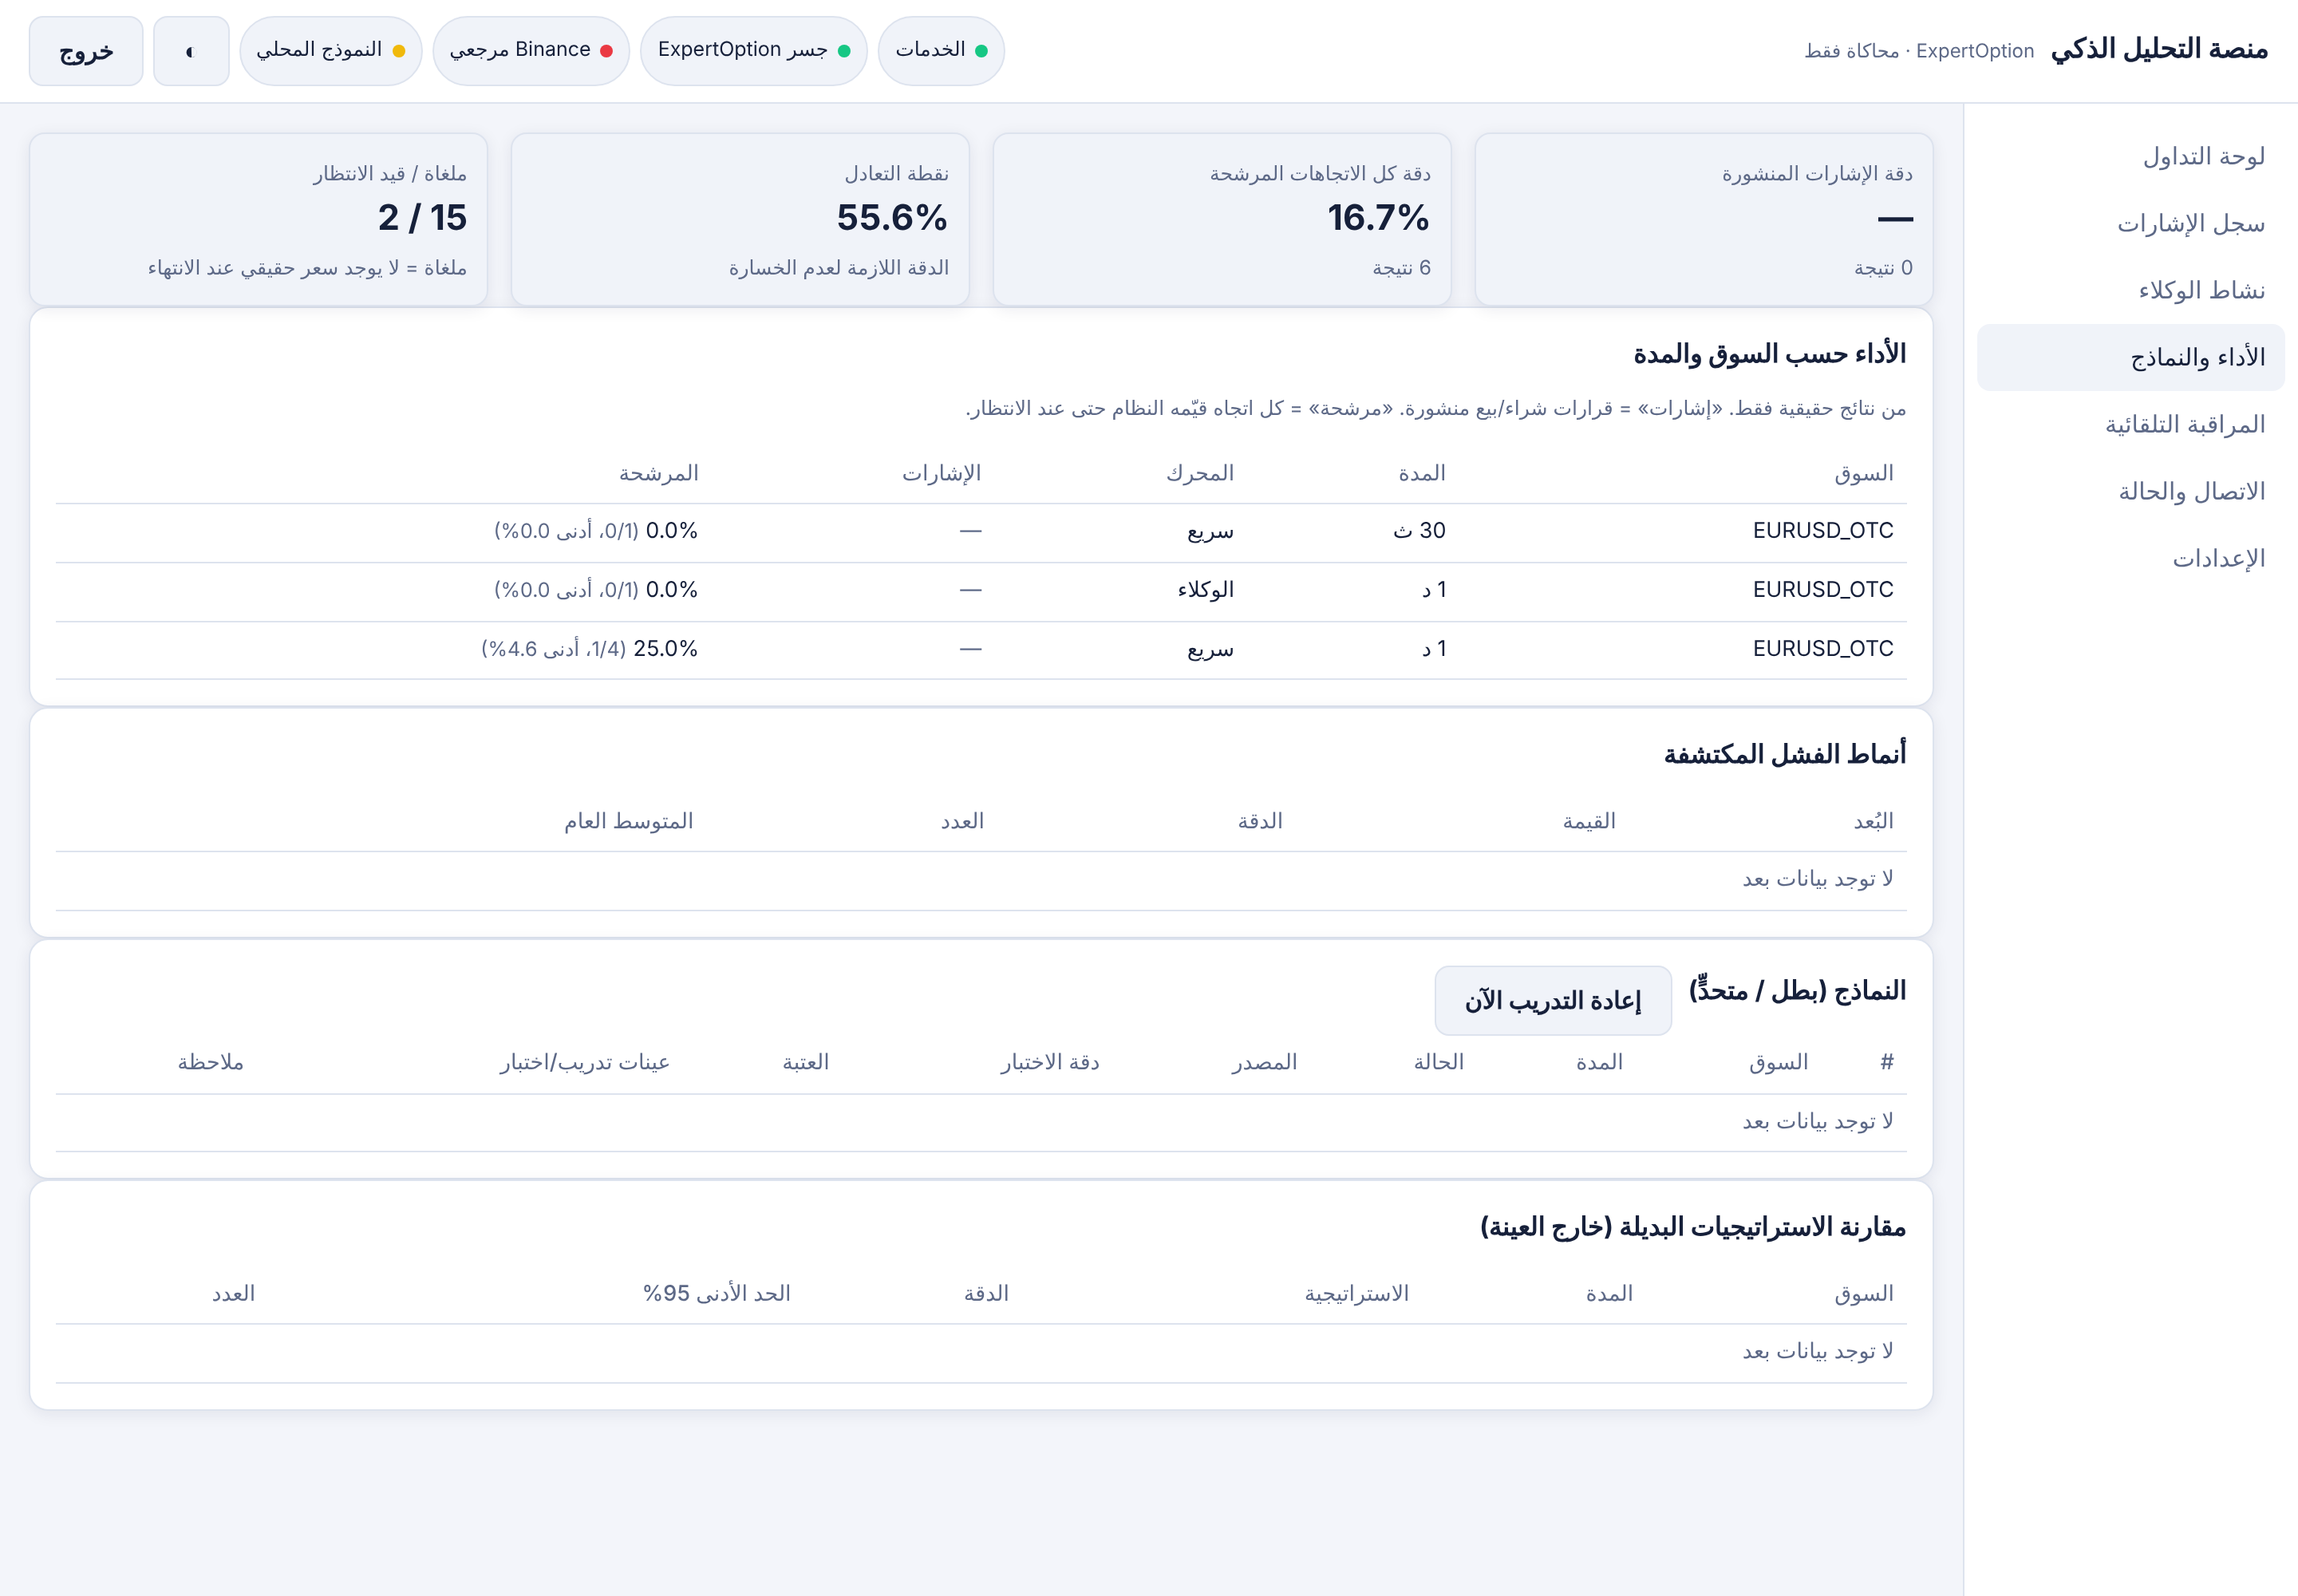 منصة التحليل الذكي ExpertOption · محاكاة فقط
الخدمات
جسر ExpertOption
Binance مرجعي
النموذج المحلي
خروج
لوحة التداول
سجل الإشارات
نشاط الوكلاء
الأداء والنماذج
المراقبة التلقائية
الاتصال والحالة
الإعدادات
دقة الإشارات المنشورة
—
0 نتيجة
دقة كل الاتجاهات المرشحة
16.7%
6 نتيجة
نقطة التعادل
55.6%
الدقة اللازمة لعدم الخسارة
ملغاة / قيد الانتظار
2 / 15
ملغاة = لا يوجد سعر حقيقي عند الانتهاء
الأداء حسب السوق والمدة
من نتائج حقيقية فقط. «إشارات» = قرارات شراء/بيع منشورة. «مرشحة» = كل اتجاه قيّمه النظام حتى عند الانتظار.
السوق المدة المحرك الإشارات المرشحة
EURUSD_OTC 30 ث سريع — 0.0% (0/1، أدنى 0.0%)
EURUSD_OTC 1 د الوكلاء — 0.0% (0/1، أدنى 0.0%)
EURUSD_OTC 1 د سريع — 25.0% (1/4، أدنى 4.6%)
أنماط الفشل المكتشفة
البُعد القيمة الدقة العدد المتوسط العام
لا توجد بيانات بعد
النماذج (بطل / متحدٍّ) إعادة التدريب الآن
# السوق المدة الحالة المصدر دقة الاختبار العتبة عينات تدريب/اختبار ملاحظة
لا توجد بيانات بعد
مقارنة الاستراتيجيات البديلة (خارج العينة)
السوق المدة الاستراتيجية الدقة الحد الأدنى 95% العدد
لا توجد بيانات بعد